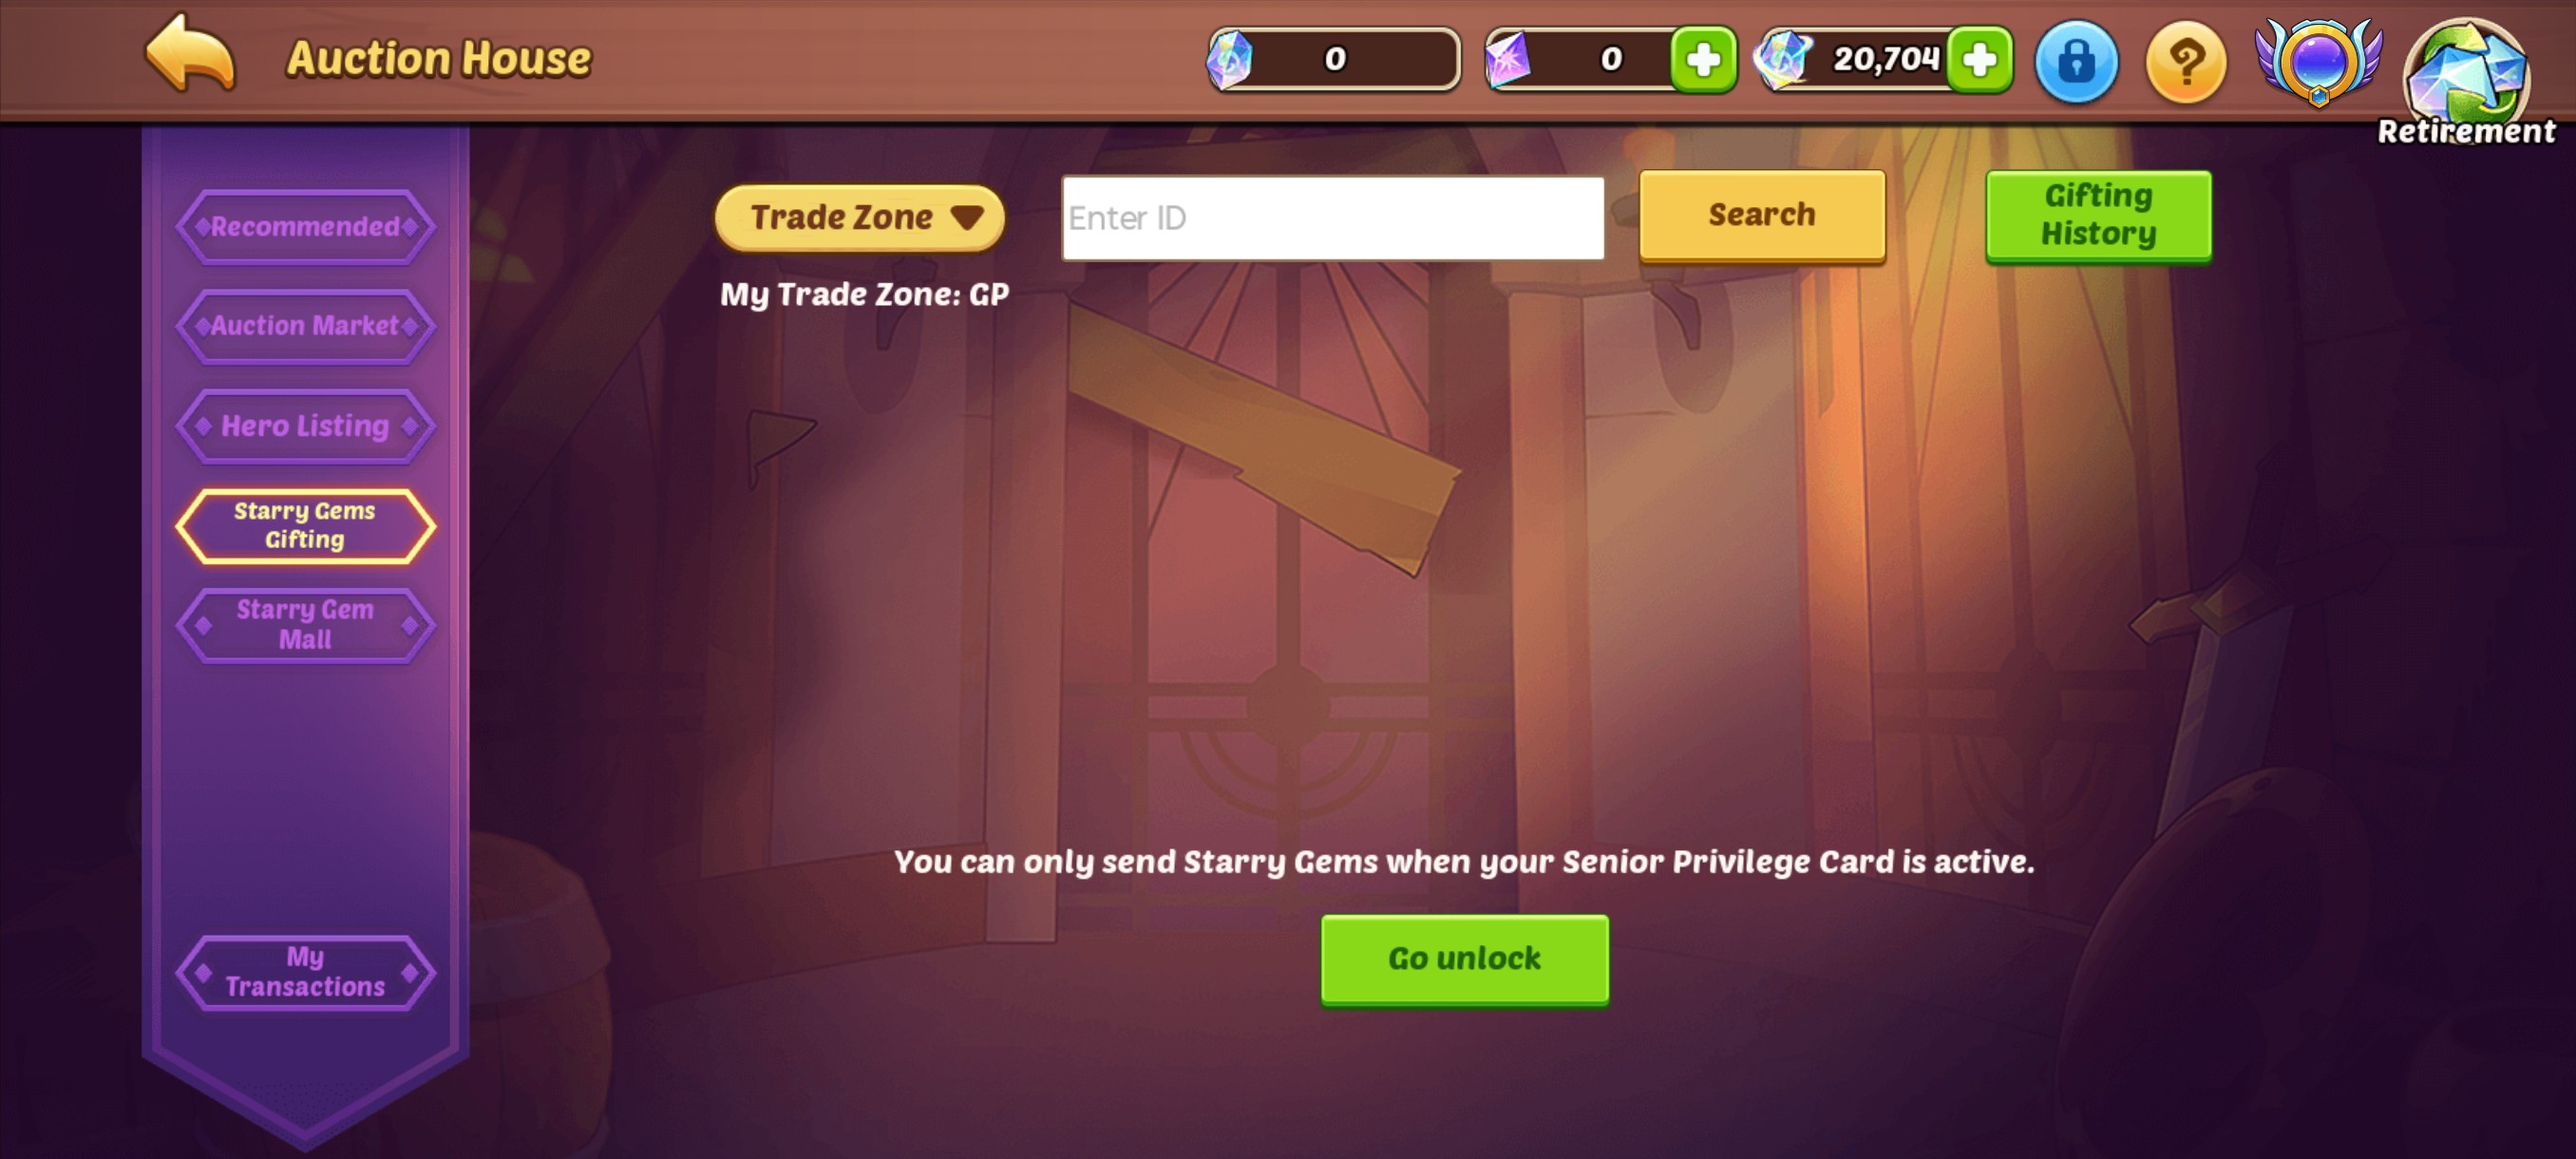 Auction House
0
0
20,704
Retirement
Recommended
Auction Market
Hero Listing
Starry Gems
Gifting
Starry Gem
Mall
My
Transactions
Trade Zone
Enter ID
Search
Gifting
History
My Trade Zone: GP
You can only send Starry Gems when your Senior Privilege Card is active.
Go unlock